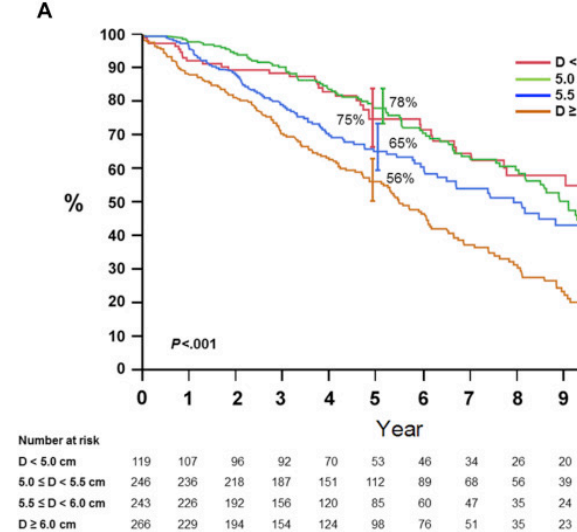 A
100
90
80
70
60
50
40
30
20
10
0
%
D <
5.0
5.5
D ≥
78%
75%
65%
56%
P<.001
0 1 2 3 4 5 6 7 8 9
Year
Number at risk
D < 5.0 cm 119 107 96 92 70 53 46 34 26 20
5.0 ≤ D < 5.5 cm 246 236 218 187 151 112 89 68 56 39
5.5 ≤ D < 6.0 cm 243 226 192 156 120 85 60 47 35 24
D ≥ 6.0 cm 266 229 194 154 124 98 76 51 35 23